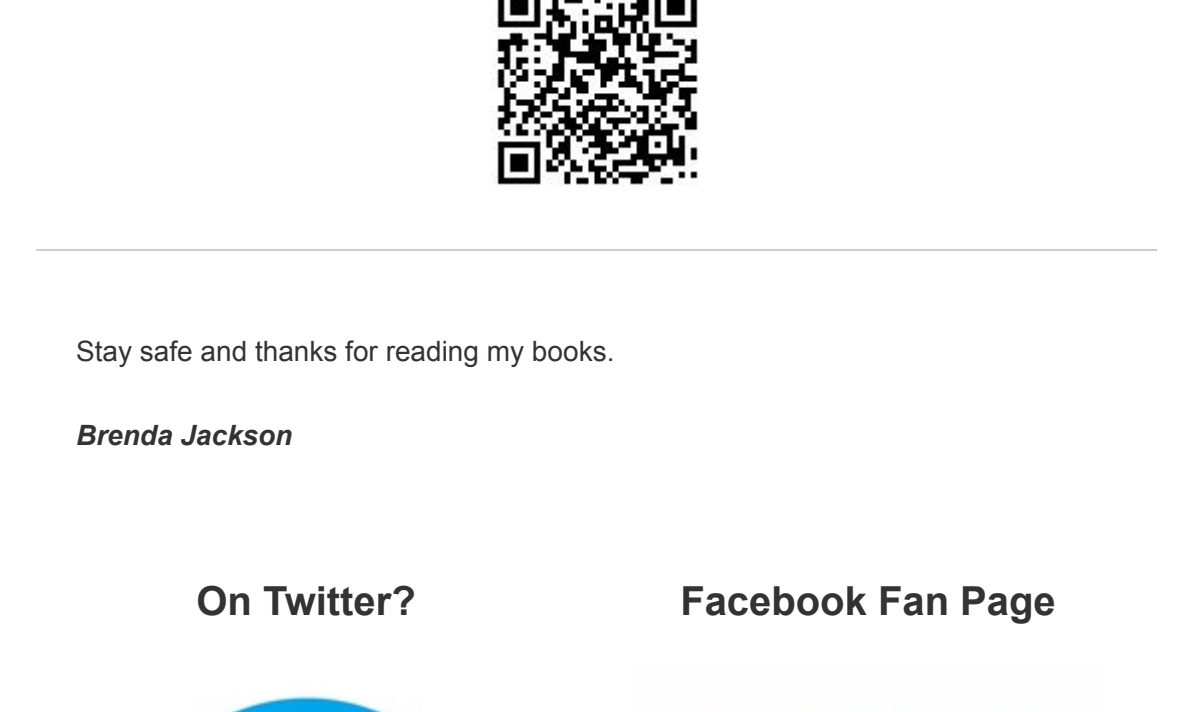 Stay safe and thanks for reading my books.
Brenda Jackson
On Twitter?
Facebook Fan Page